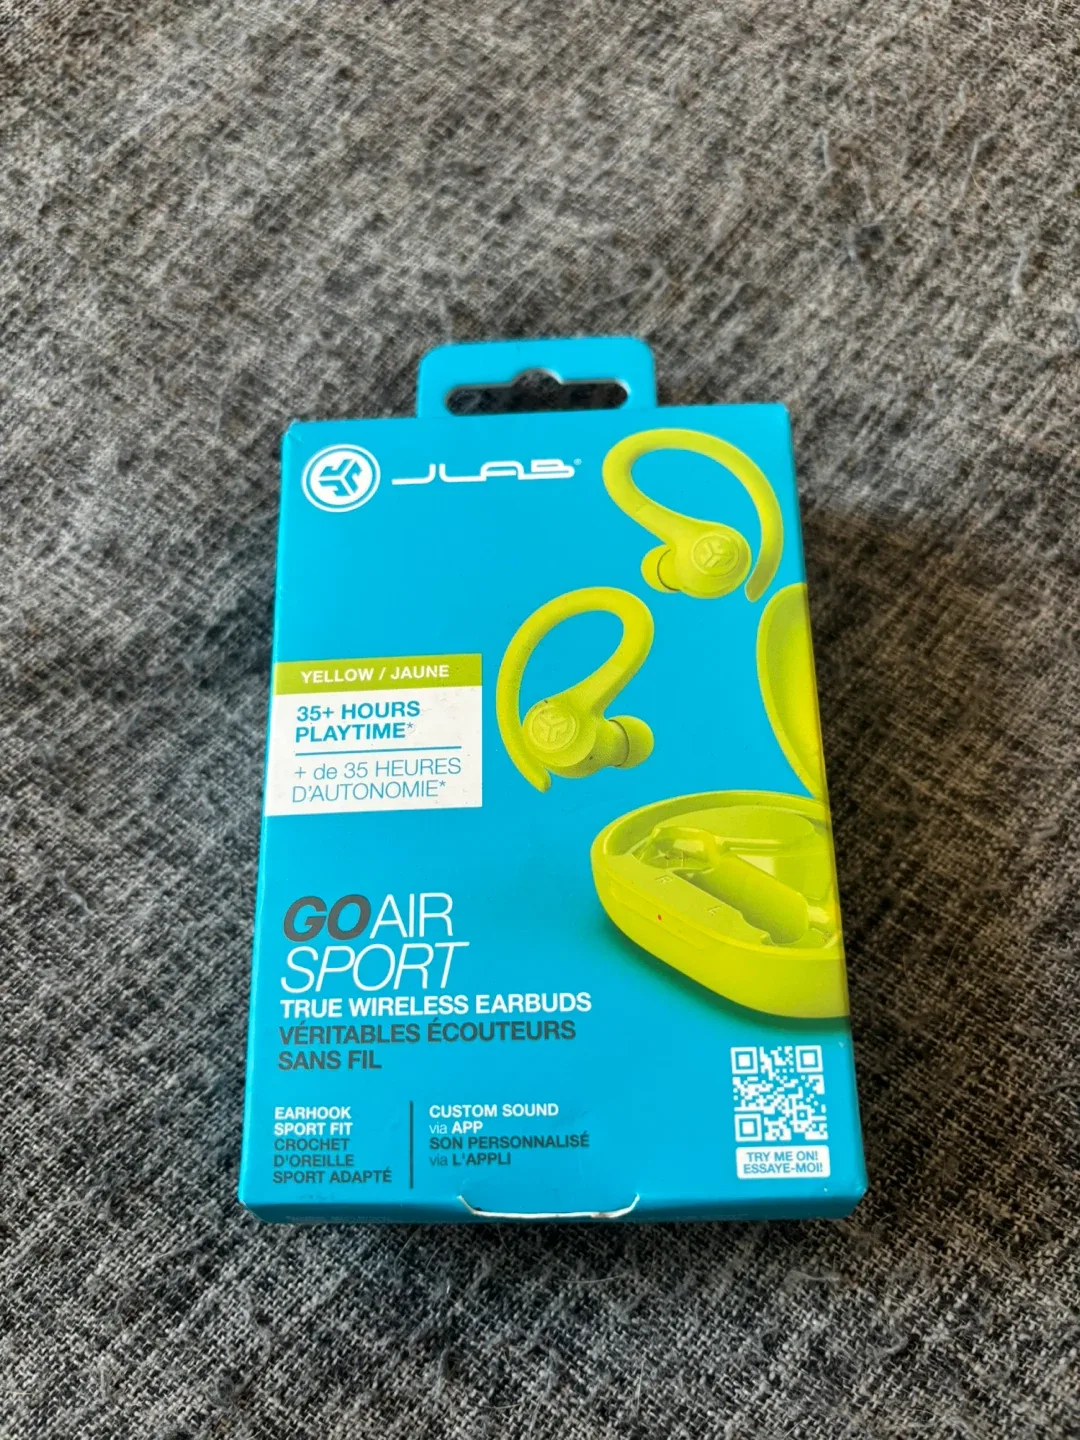 JLAB®
YELLOW / JAUNE
35+ HOURS
PLAYTIME*
+ de 35 HEURES
D'AUTONOMIE*
R
L
GOAIR
SPORT
TRUE WIRELESS EARBUDS
VÉRITABLES ÉCOUTEURS
SANS FIL
EARHOOK
SPORT FIT
CROCHET
D'OREILLE
SPORT ADAPTÉ
CUSTOM SOUND
via APP
SON PERSONNALISÉ
via L'APPLI
TRY ME ON!
ESSAYE-MOI!